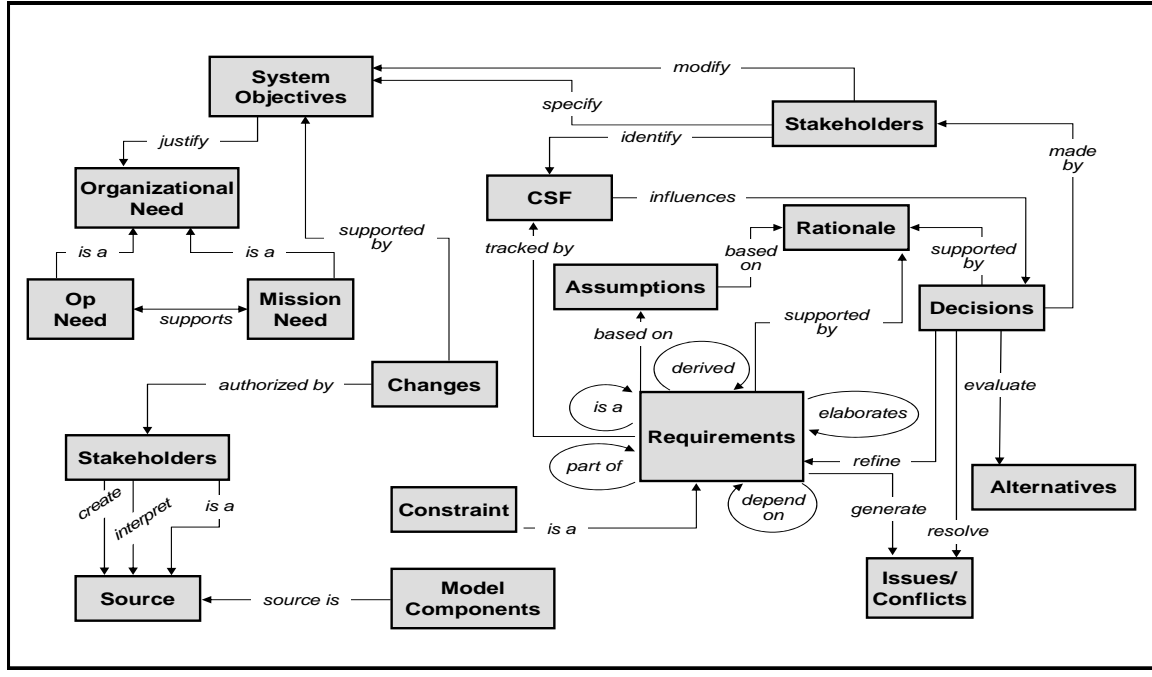 System
Objectives
modify
specify
Stakeholders
justify
identify
made
by
Organizational
Need
CSF
influences
Rationale
supported
by
tracked by
based
on
supported
by
is a
is a
Assumptions
Op
Need
supports
Mission
Need
Decisions
based on
supported
by
authorized by
Changes
derived
evaluate
is a
elaborates
Stakeholders
Requirements
part of
refine
create
interpret
is a
Constraint
is a
depend
on
generate
Alternatives
resolve
Source
source is
Model
Components
Issues/
Conflicts